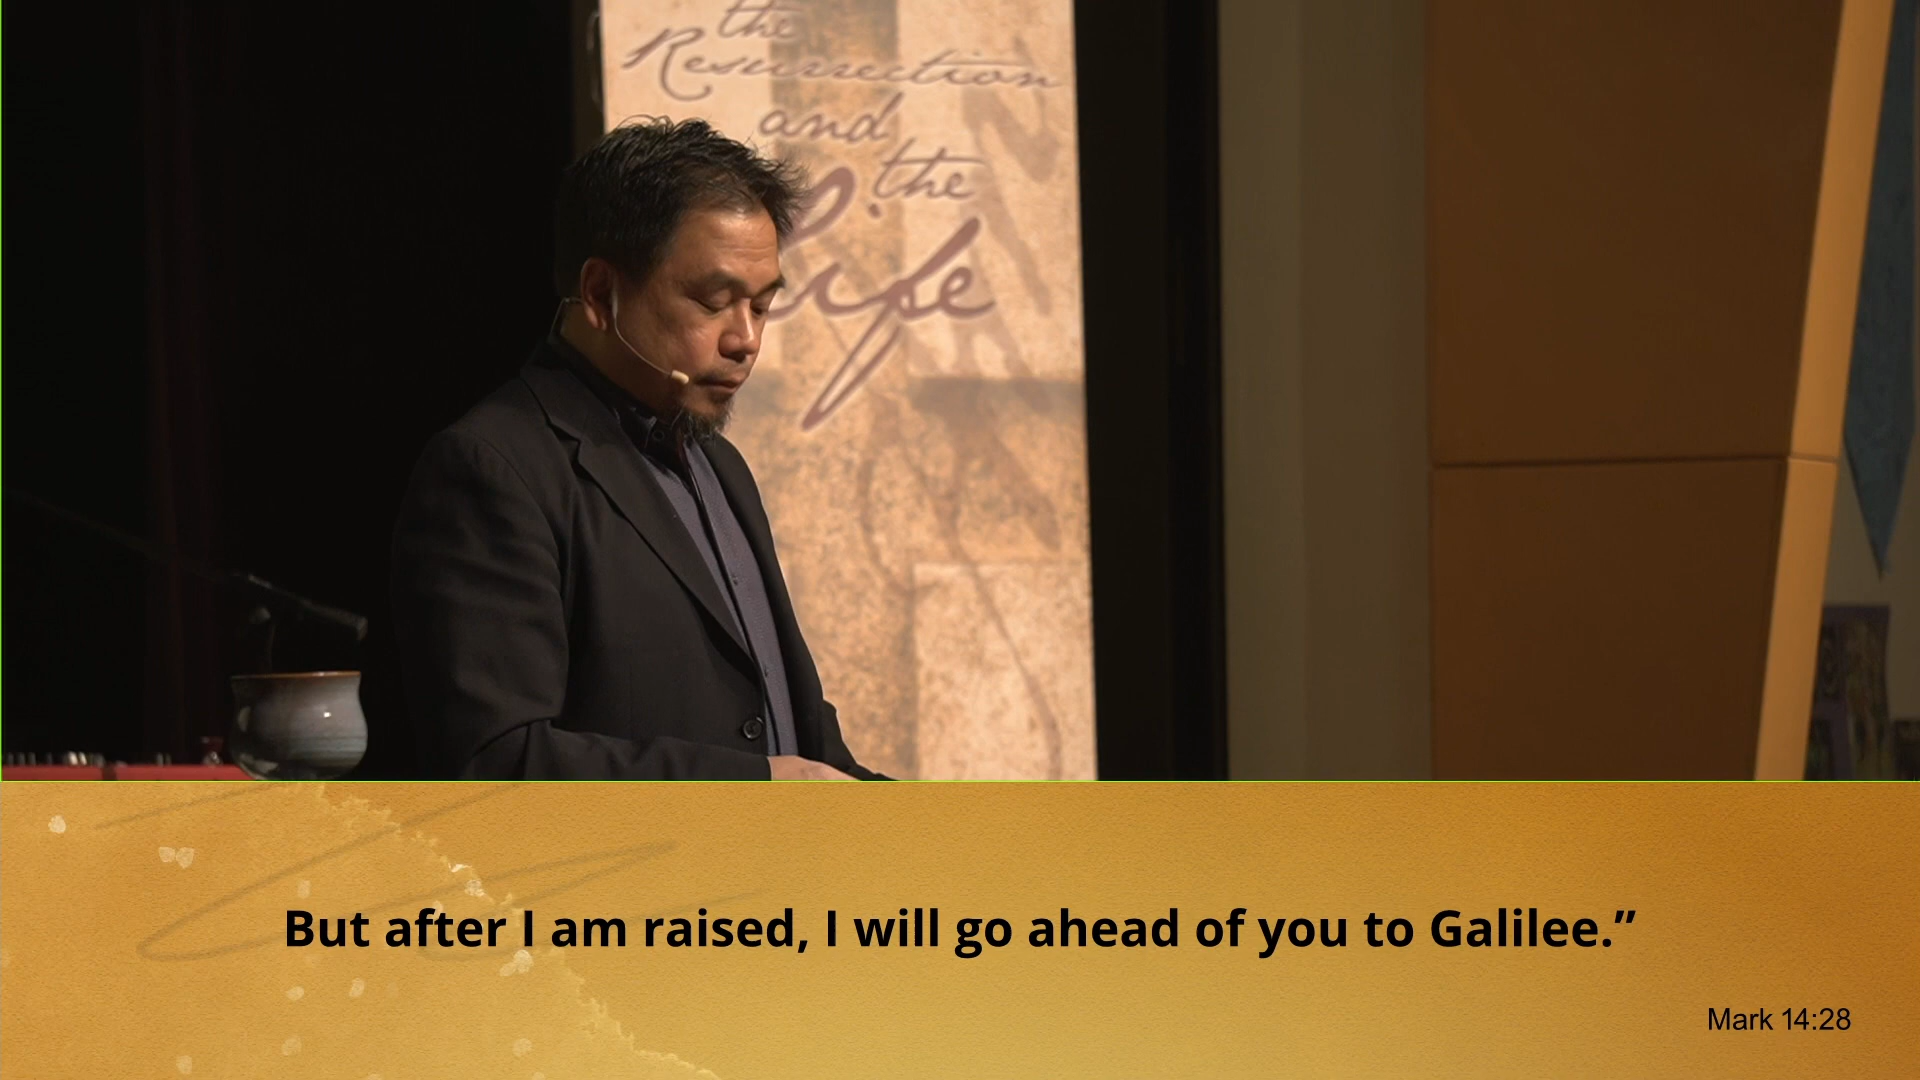 the
Resurrection
and
the
Life
But after I am raised, I will go ahead of you to Galilee.”
Mark 14:28